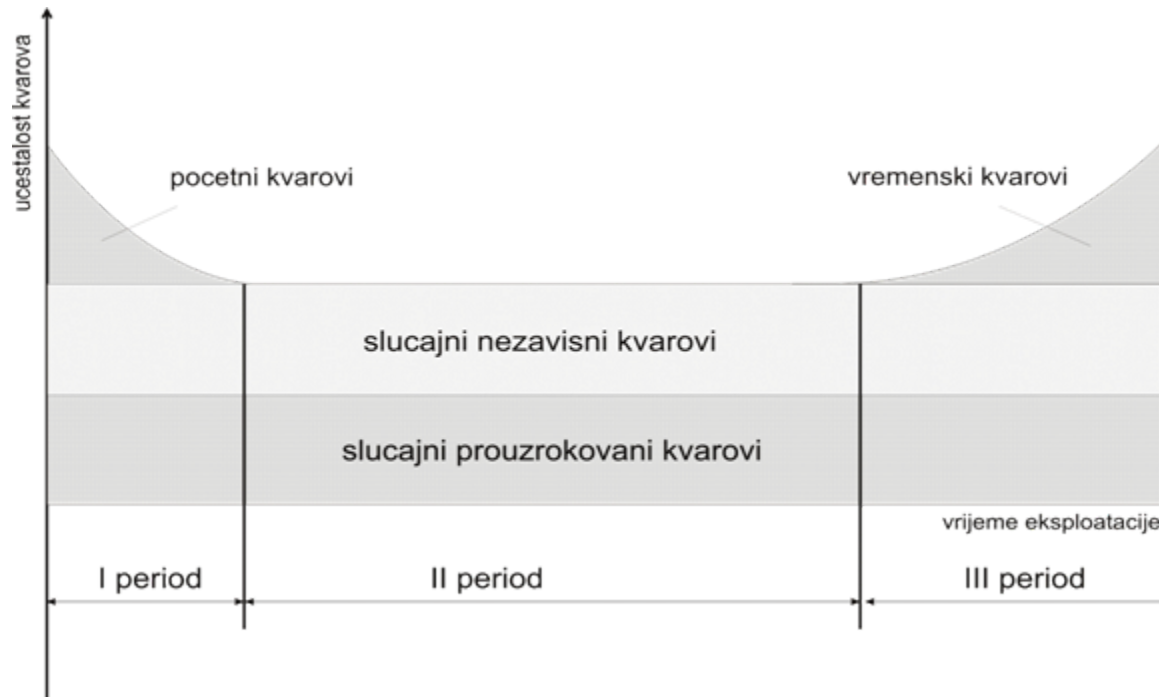 ucestalost kvarova
pocetni kvarovi
vremenski kvarovi
slucajni nezavisni kvarovi
slucajni prouzrokovani kvarovi
vrijeme eksploatacije
I period
II period
III period